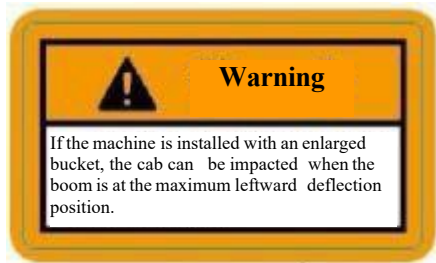 Warning
If the machine is installed with an enlarged
bucket, the cab can be impacted when the
boom is at the maximum leftward deflection
position.